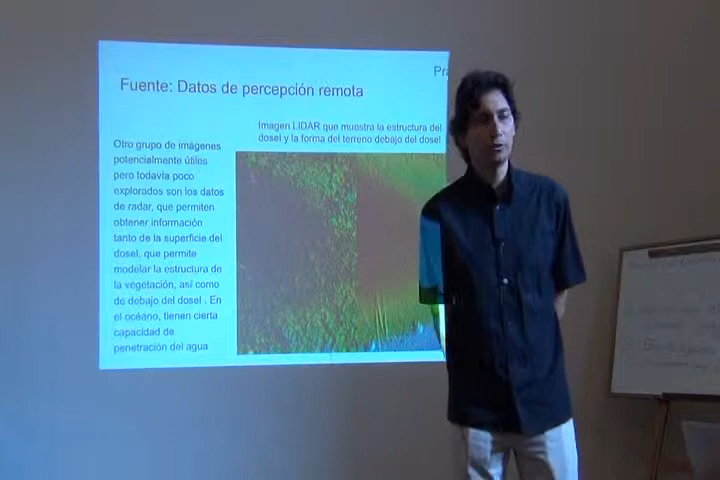 Fuente: Datos de percepción remota
Imagen LIDAR que muestra la estructura del
dosel y la forma del terreno debajo del dosel
Otro grupo de imágenes
potencialmente útiles
pero todavía poco
explorados son los datos
de radar, que permiten
obtener información
tanto de la superficie del
dosel, que permite
modelar la estructura de
la vegetación, así como
de debajo del dosel . En
el océano, tienen cierta
capacidad de
penetración del agua